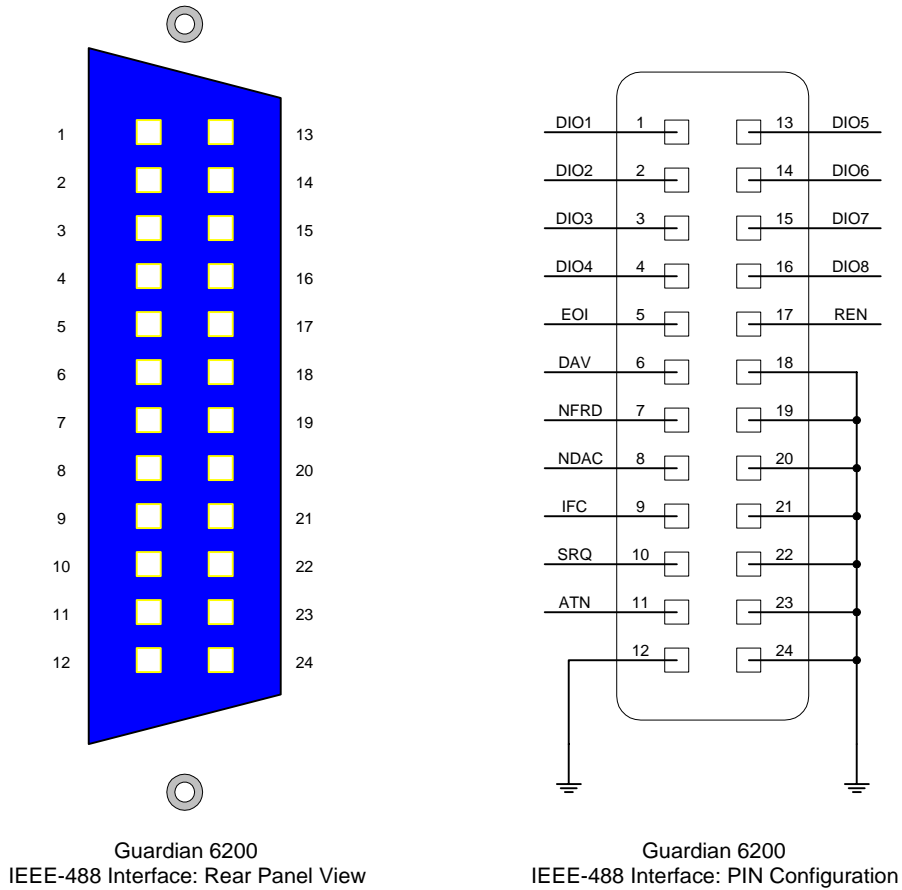 1 13
2 14
3 15
4 16
5 17
6 18
7 19
8 20
9 21
10 22
11 23
12 24
Guardian 6200
IEEE-488 Interface: Rear Panel View
DIO1 1 13 DIO5
DIO2 2 14 DIO6
DIO3 3 15 DIO7
DIO4 4 16 DIO8
EOI 5 17 REN
DAV 6 18
NFRD 7 19
NDAC 8 20
IFC 9 21
SRQ 10 22
ATN 11 23
12 24
Guardian 6200
IEEE-488 Interface: PIN Configuration